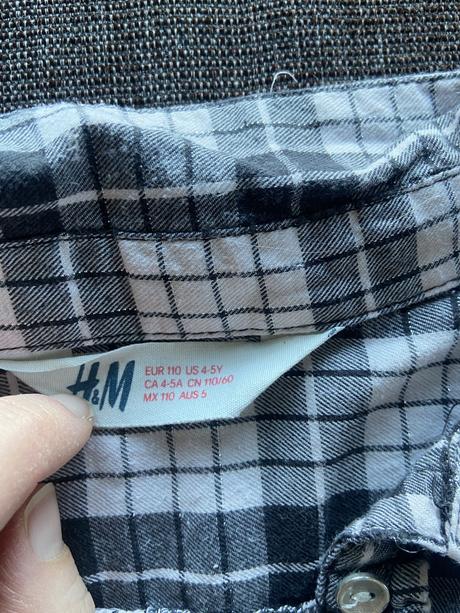 H&M
EUR 110 US 4-5Y
CA 4-5A CN 110/60
MX 110 AUS 5